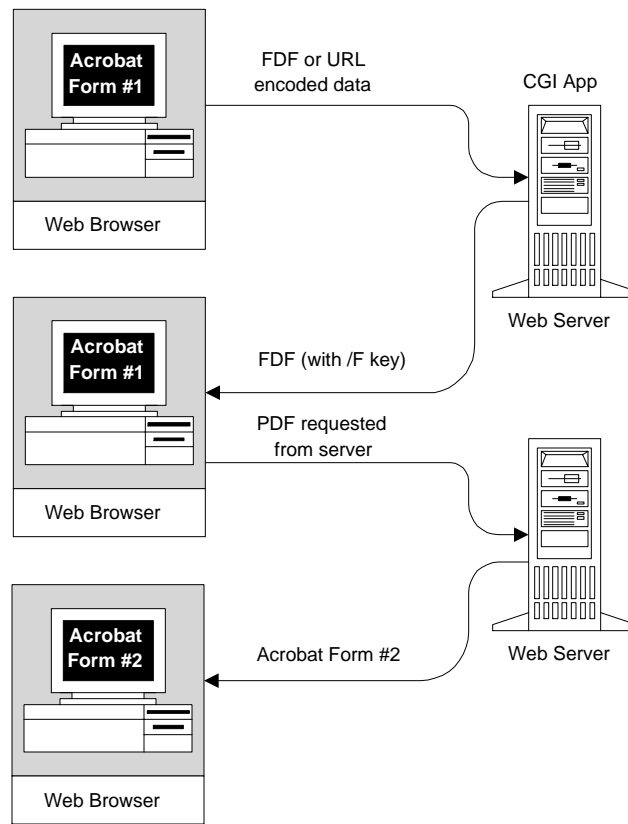 Acrobat
Form #1
Web Browser
FDF or URL
encoded data
CGI App
Web Server
FDF (with /F key)
Acrobat
Form #1
Web Browser
PDF requested
from server
Web Server
Acrobat Form #2
Acrobat
Form #2
Web Browser